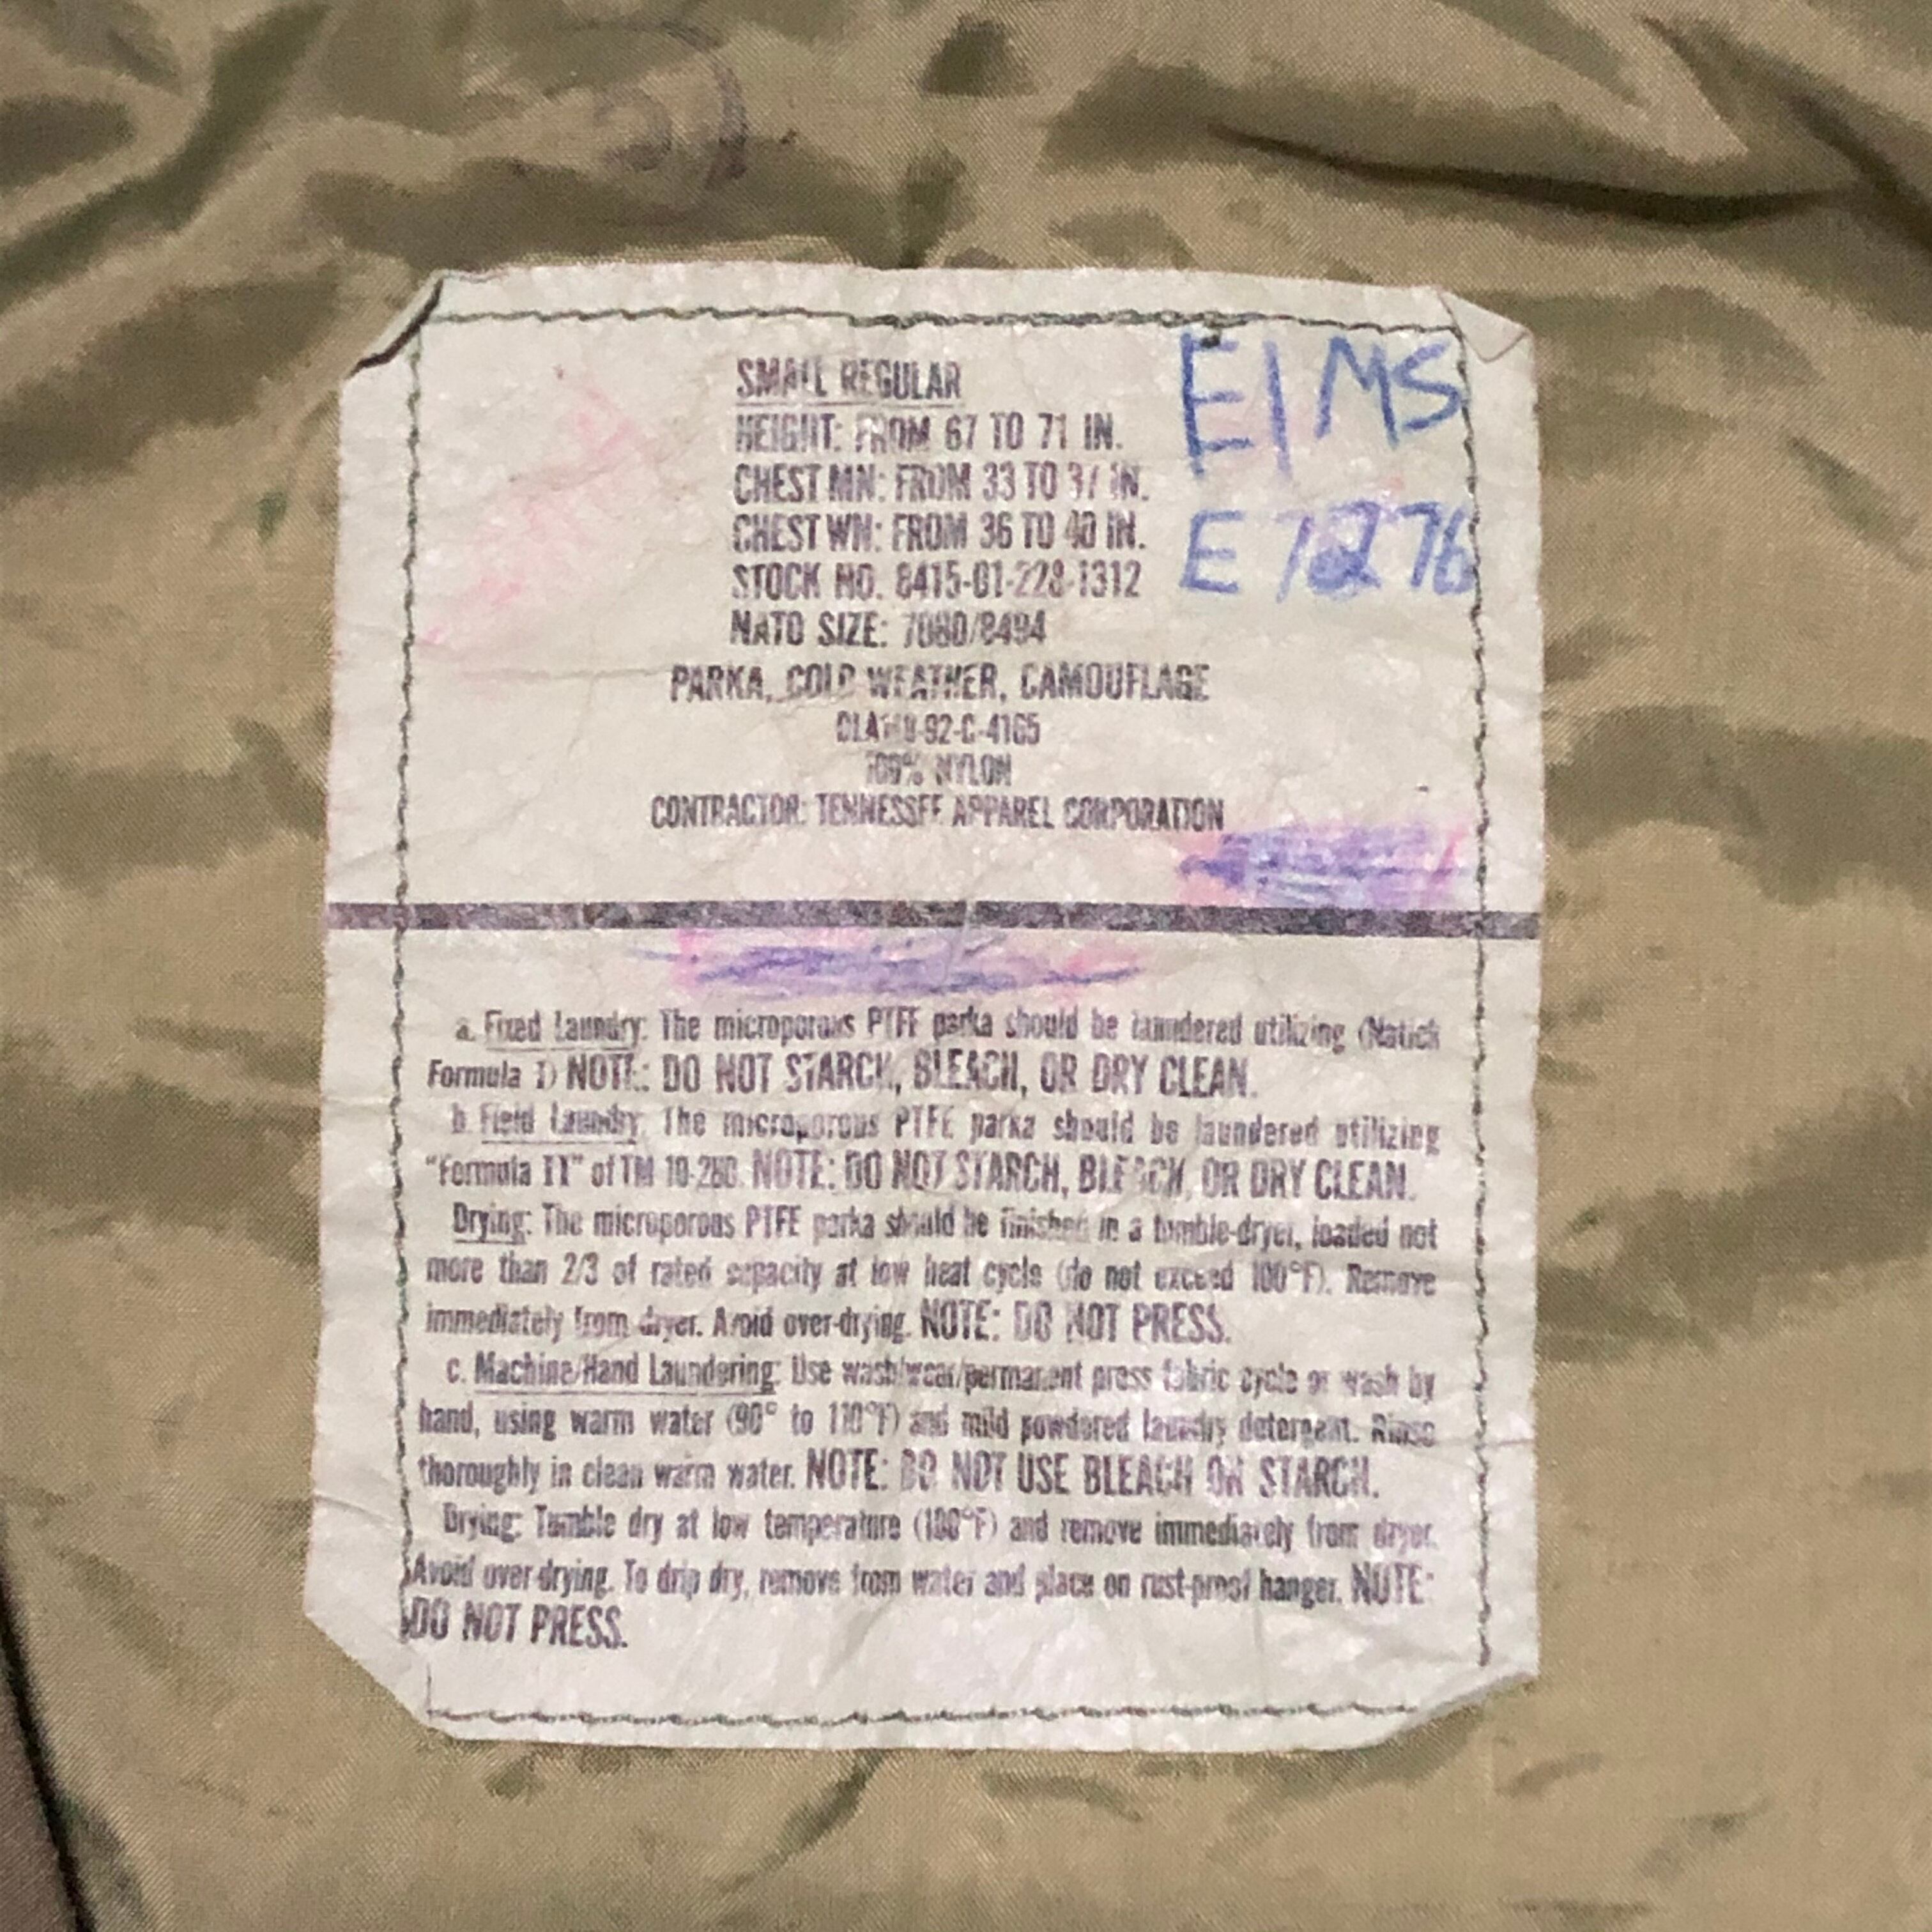 SMALL REGULAR
HEIGHT: FROM 67 TO 71 IN.
CHEST MN: FROM 33 TO 37 IN.
CHEST WN: FROM 36 TO 40 IN.
STOCK NO. 8415-01-228-1312
NATO SIZE: 7080/8494
PARKA, COLD WEATHER, CAMOUFLAGE
92-C-4165
100% NYLON
CONTRACTOR: TENNESSEE APPAREL CORPORATION
ElMS
E 7276
a. Fixed Laundry: The microporous PTFE parka should be laundered utilizing (Natick
Formula I) NOTE: DO NOT STARCH, BLEACH, OR DRY CLEAN.
b. Field Laundry: The microporous PTFE parka should be laundered utilizing
"Formula II" of TM 10-280. NOTE: DO NOT STARCH, BLEACH, OR DRY CLEAN.
Drying: The microporous PTFE parka should be finished in a tumble-dryer, loaded not
more than 2/3 of rated capacity at low heat cycle (do not exceed 100°F). Remove
immediately from dryer. Avoid over-drying. NOTE: DO NOT PRESS.
c. Machine/Hand Laundering: Use wash/wear/permanent press fabric cycle or wash by
hand, using warm water (90° to 110°F) and mild powdered laundry detergent. Rinse
thoroughly in clean warm water. NOTE: DO NOT USE BLEACH OR STARCH.
Drying: Tumble dry at low temperature (100°F) and remove immediately from dryer.
Avoid over-drying. To drip dry, remove from water and place on rust-proof hanger. NOTE:
DO NOT PRESS.